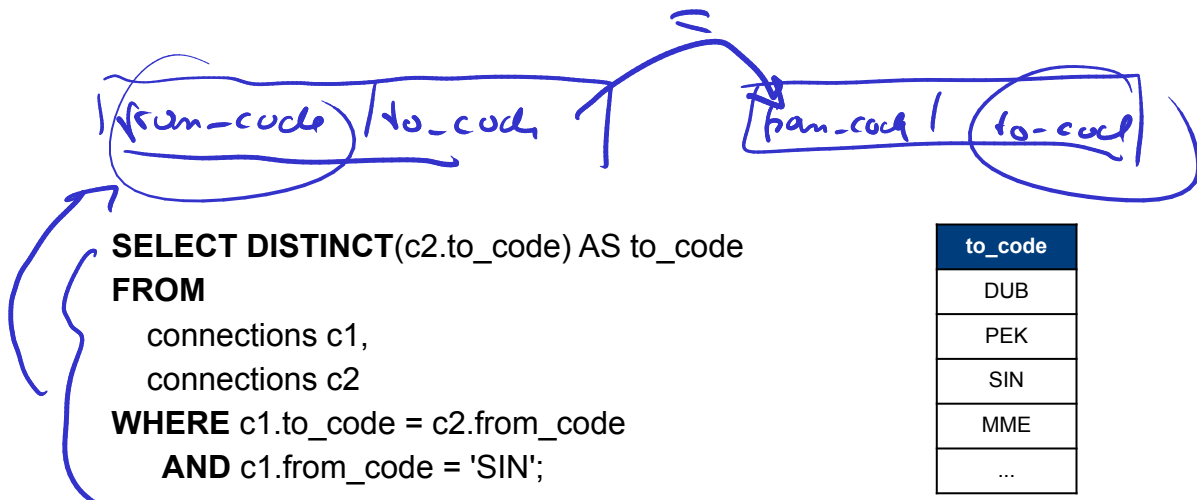 =
from_code to_code from_code to_code
SELECT DISTINCT(c2.to_code) AS to_code
FROM
connections c1,
connections c2
WHERE c1.to_code = c2.from_code
AND c1.from_code = 'SIN';
to_code
DUB
PEK
SIN
MME
...